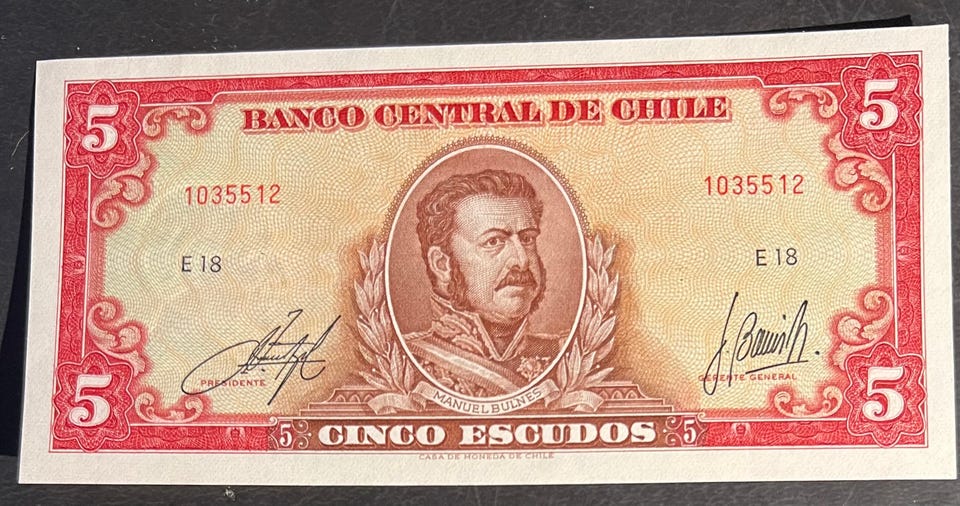 5 5
BANCO CENTRAL DE CHILE
1035512 1035512
E 18 E 18
PRESIDENTE GERENTE GENERAL
MANUEL BULNES
5 5
5 CINCO ESCUDOS 5
CASA DE MONEDA DE CHILE